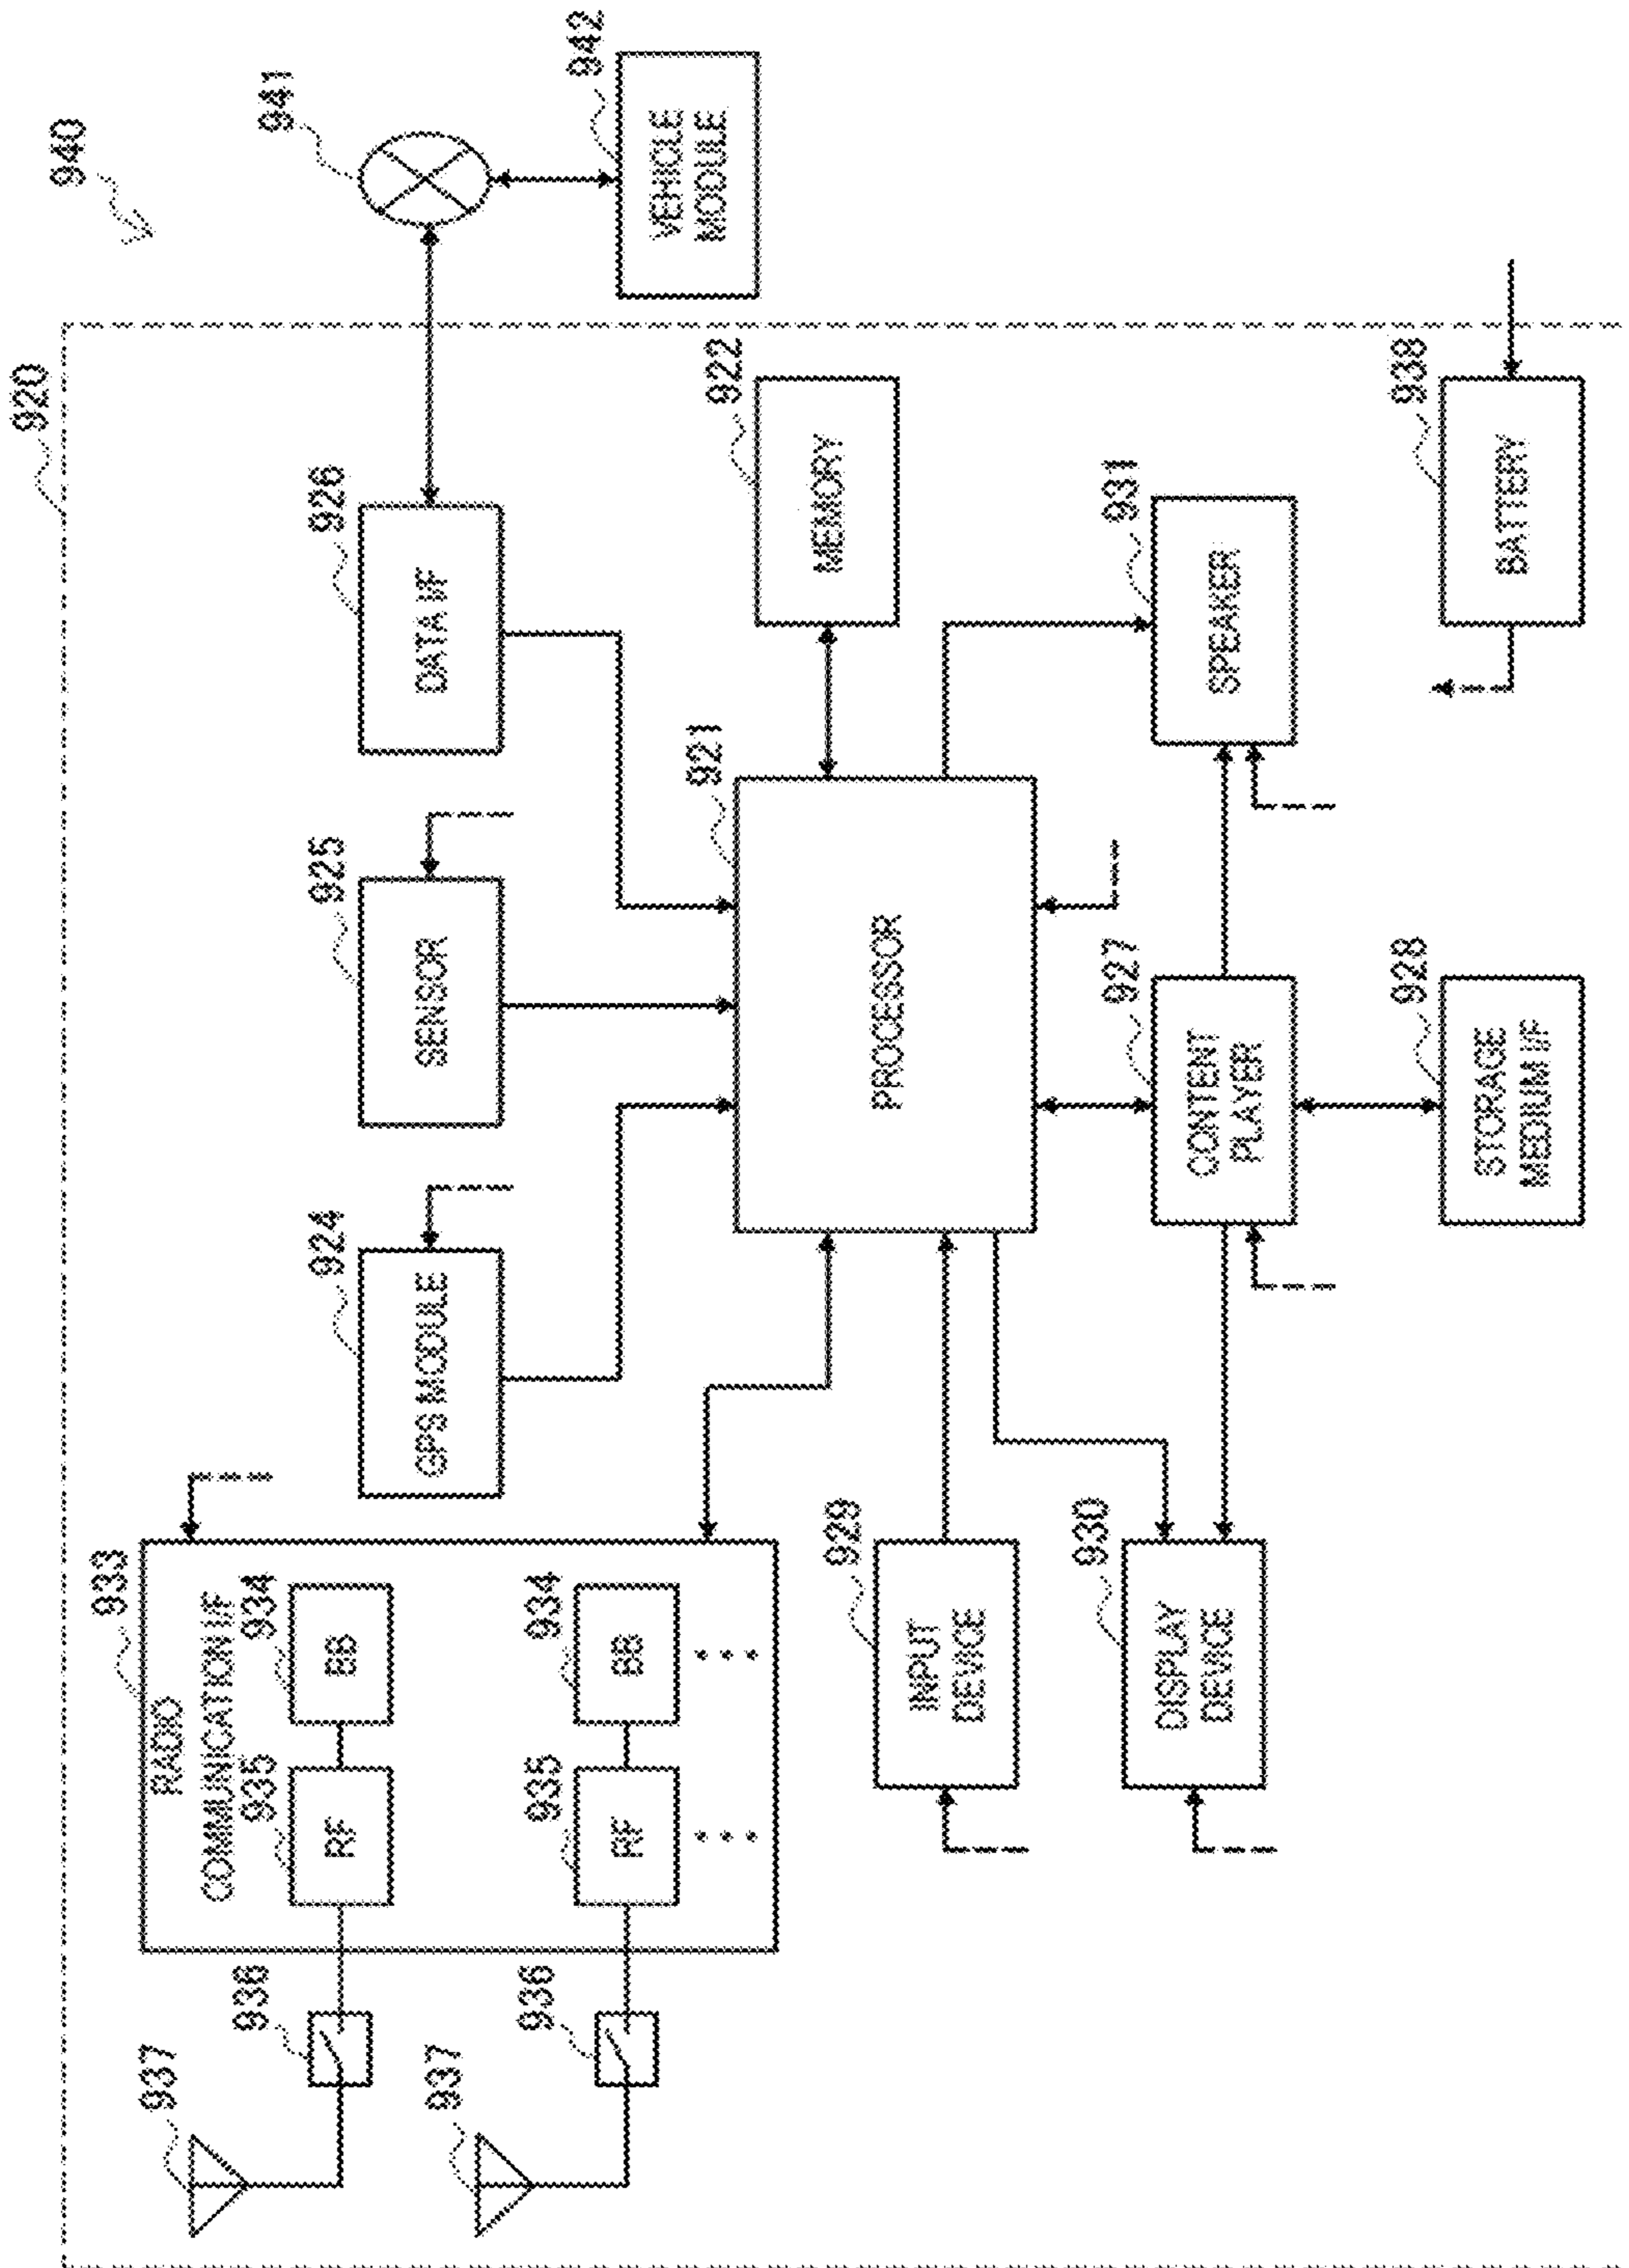 920
940
933
937
RADIO
COMMUNICATION I/F
936
935
934
941
RF
BB
924
925
926
GPS MODULE
SENSOR
DATA I/F
937
936
935
934
942
RF
BB
VEHICLE
MODULE
921
922
PROCESSOR
MEMORY
929
INPUT
DEVICE
930
927
931
DISPLAY
DEVICE
CONTENT
PLAYER
SPEAKER
928
938
STORAGE
MEDIUM I/F
BATTERY